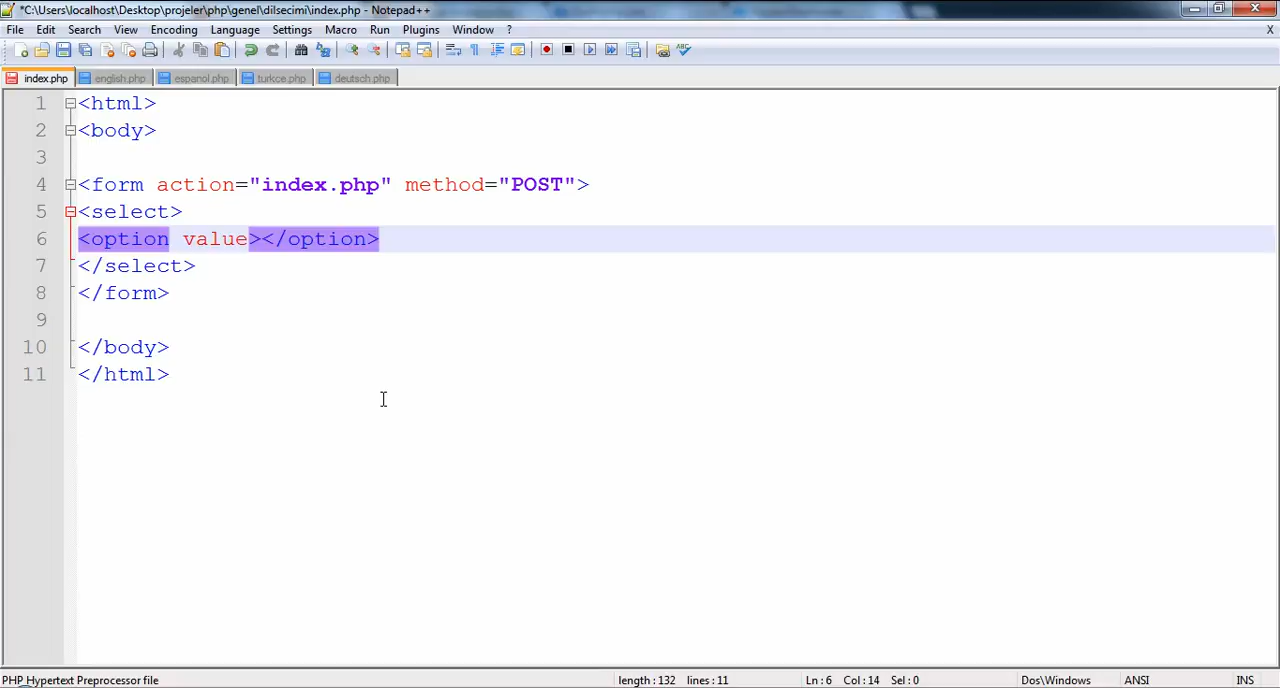 *C:\Users\localhost\Desktop\projeler\php\genel\dilsecimi\index.php - Notepad++
File Edit Search View Encoding Language Settings Macro Run Plugins Window ? X
index.php english.php espanol.php turkce.php deutsch.php
1 <html>
2 <body>
3
4 <form action="index.php" method="POST">
5 <select>
6 <option value></option>
7 </select>
8 </form>
9
10 </body>
11 </html>
PHP Hypertext Preprocessor file length : 132 lines : 11 Ln : 6 Col : 14 Sel : 0 Dos\Windows ANSI INS